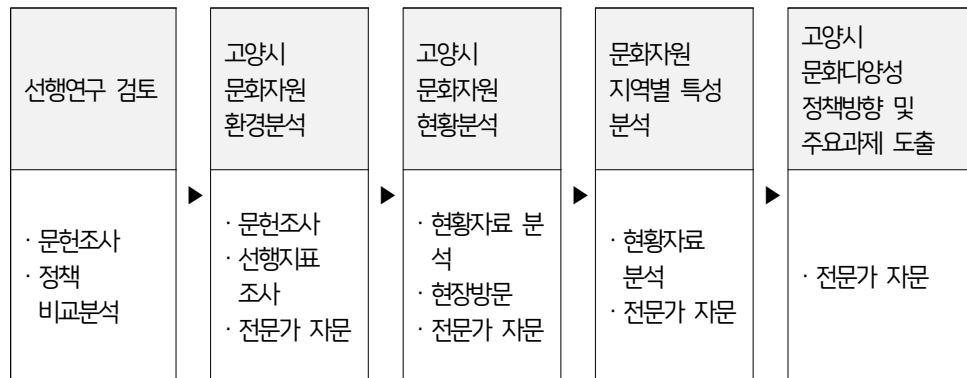 선행연구 검토
· 문헌조사
· 정책
비교분석
▶
고양시
문화자원
환경분석
· 문헌조사
· 선행지표
조사
· 전문가 자문
▶
고양시
문화자원
현황분석
· 현황자료 분
석
· 현장방문
· 전문가 자문
▶
문화자원
지역별 특성
분석
· 현황자료
분석
· 전문가 자문
▶
고양시
문화다양성
정책방향 및
주요과제 도출
· 전문가 자문